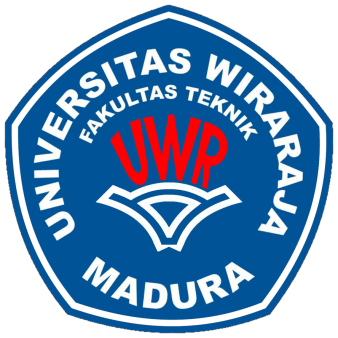 UNIVERSITAS WIRARAJA
FAKULTAS TEKNIK
UWR
MADURA